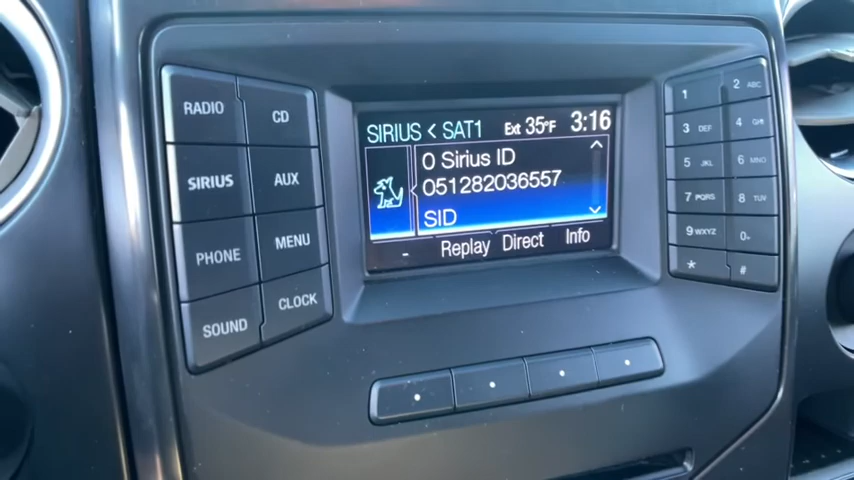 RADIO
CD
SIRIUS
AUX
PHONE
MENU
SOUND
CLOCK
SIRIUS < SAT1 Ext 35°F 3:16
0 Sirius ID
051282036557
SID
- Replay Direct Info
1
2 ABC
3 DEF
4 GHI
5 JKL
6 MNO
7 PQRS
8 TUV
9 WXYZ
0+
*
#